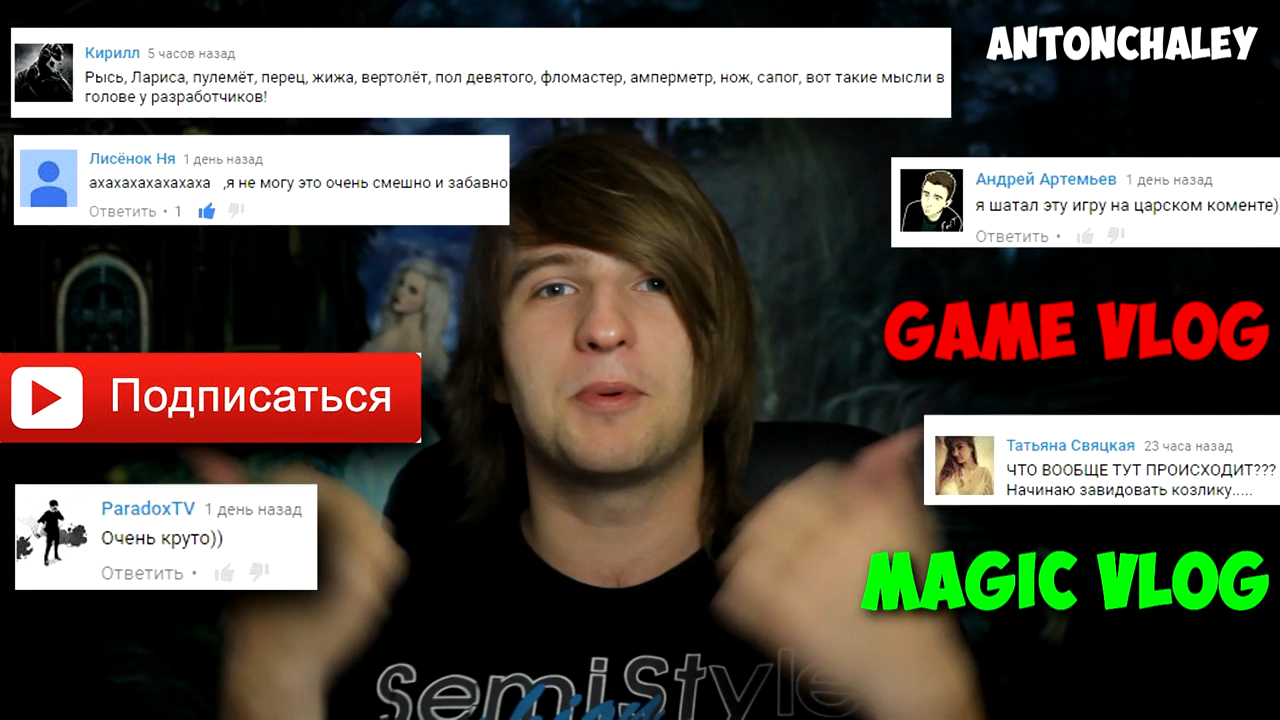 ANTONCHALEY
Кирилл 5 часов назад
Рысь, Лариса, пулемёт, перец, жижа, вертолёт, пол девятого, фломастер, амперметр, нож, сапог, вот такие мысли в
голове у разработчиков!
Лисёнок Ня 1 день назад
ахахахахахахаха ,я не могу это очень смешно и забавно
Ответить • 1
Андрей Артемьев 1 день назад
я шатал эту игру на царском коменте)
Ответить •
GAME VLOG
Подписаться
Татьяна Свяцкая 23 часа назад
ЧТО ВООБЩЕ ТУТ ПРОИСХОДИТ???
Начинаю завидовать козлику.....
ParadoxTV 1 день назад
Очень круто))
Ответить •
MAGIC VLOG
SemiStyle